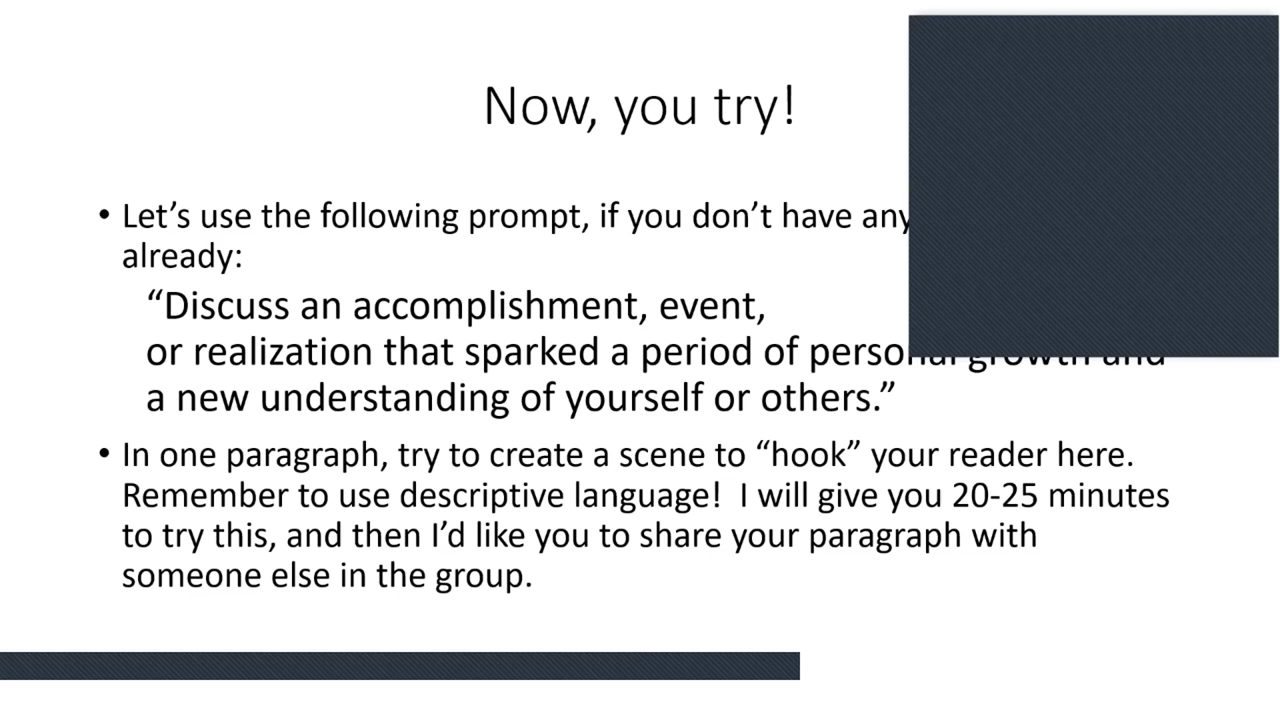 Now, you try!
• Let’s use the following prompt, if you don’t have any
already:
“Discuss an accomplishment, event,
or realization that sparked a period of personal growth and
a new understanding of yourself or others.”
• In one paragraph, try to create a scene to “hook” your reader here.
Remember to use descriptive language!  I will give you 20-25 minutes
to try this, and then I’d like you to share your paragraph with
someone else in the group.